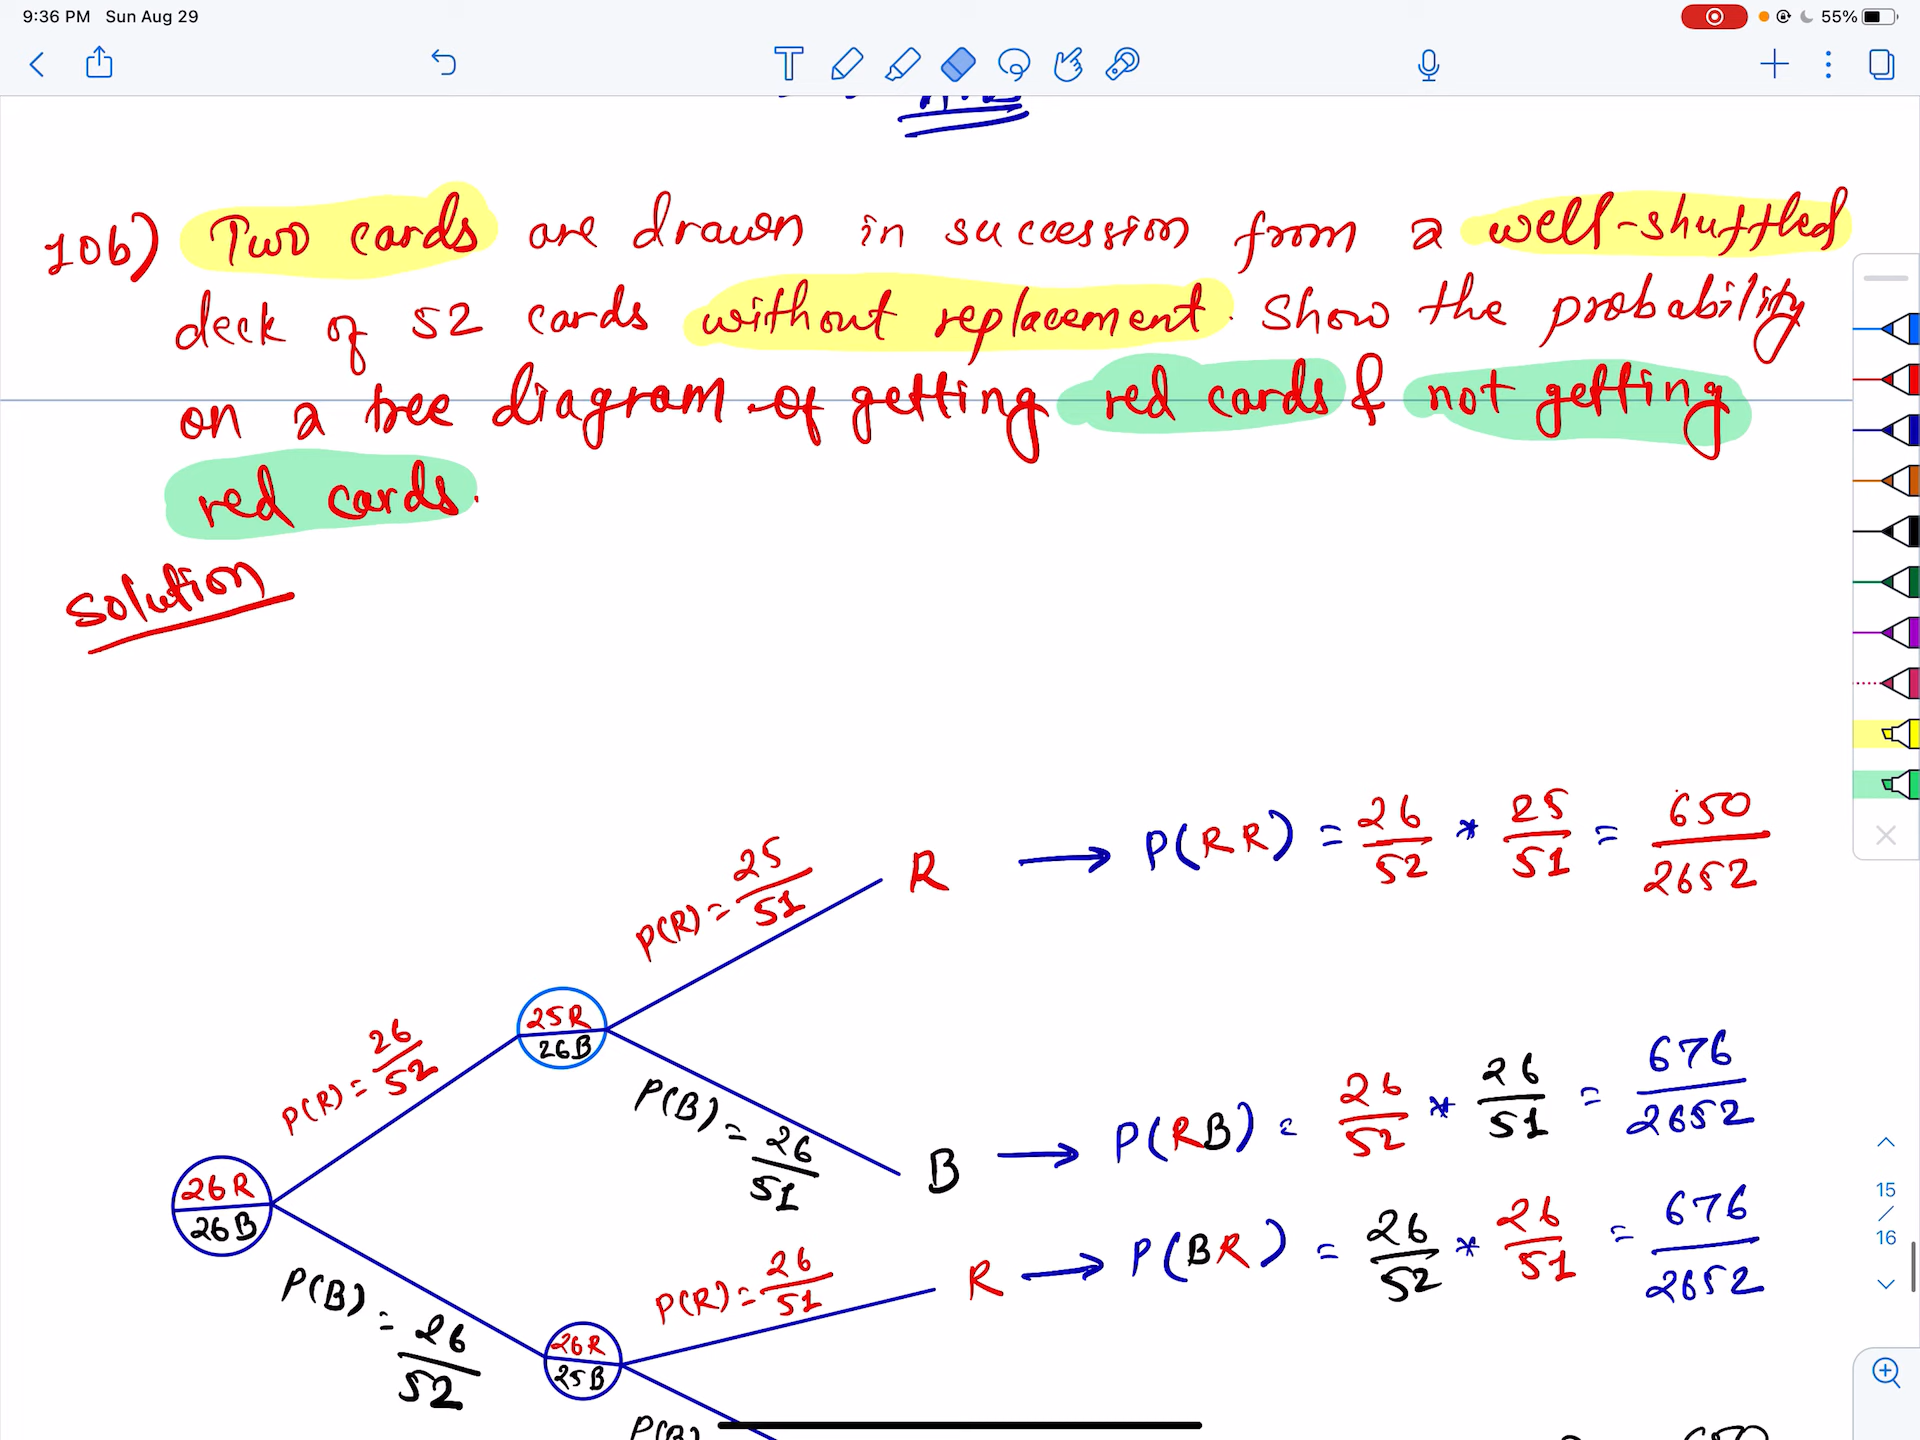 9:36 PM Sun Aug 29
55%
T
10b) Two cards are drawn in succession from a well-shuffled
deck of 52 cards without replacement. Show the probability
on a tree diagram of getting red cards & not getting
red cards.
Solution
P(R) = 25/51
R → P(RR) = 26/52 * 25/51 = 650/2652
P(R) = 26/52
25R
26B
P(B) = 26/51
B → P(RB) = 26/52 * 26/51 = 676/2652
26R
26B
P(R) = 26/51
R → P(BR) = 26/52 * 26/51 = 676/2652
P(B) = 26/52
26R
25B
P(B)
650
15
/
16